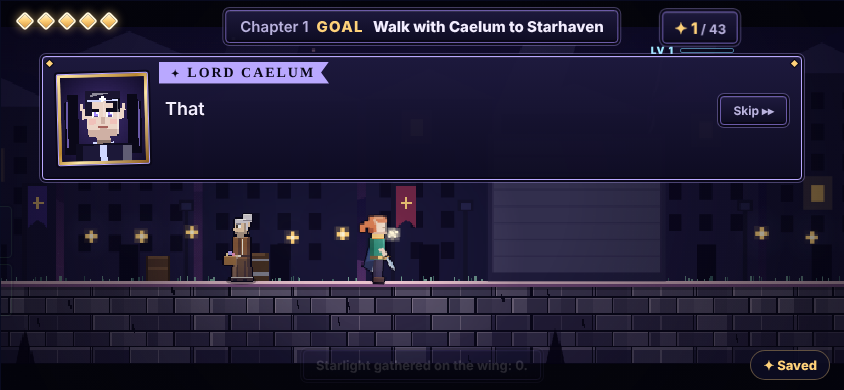 Chapter 1 GOAL Walk with Caelum to Starhaven
1 / 43
LV 1
LORD CAELUM
That
Skip
Starlight gathered on the wing: 0.
Saved